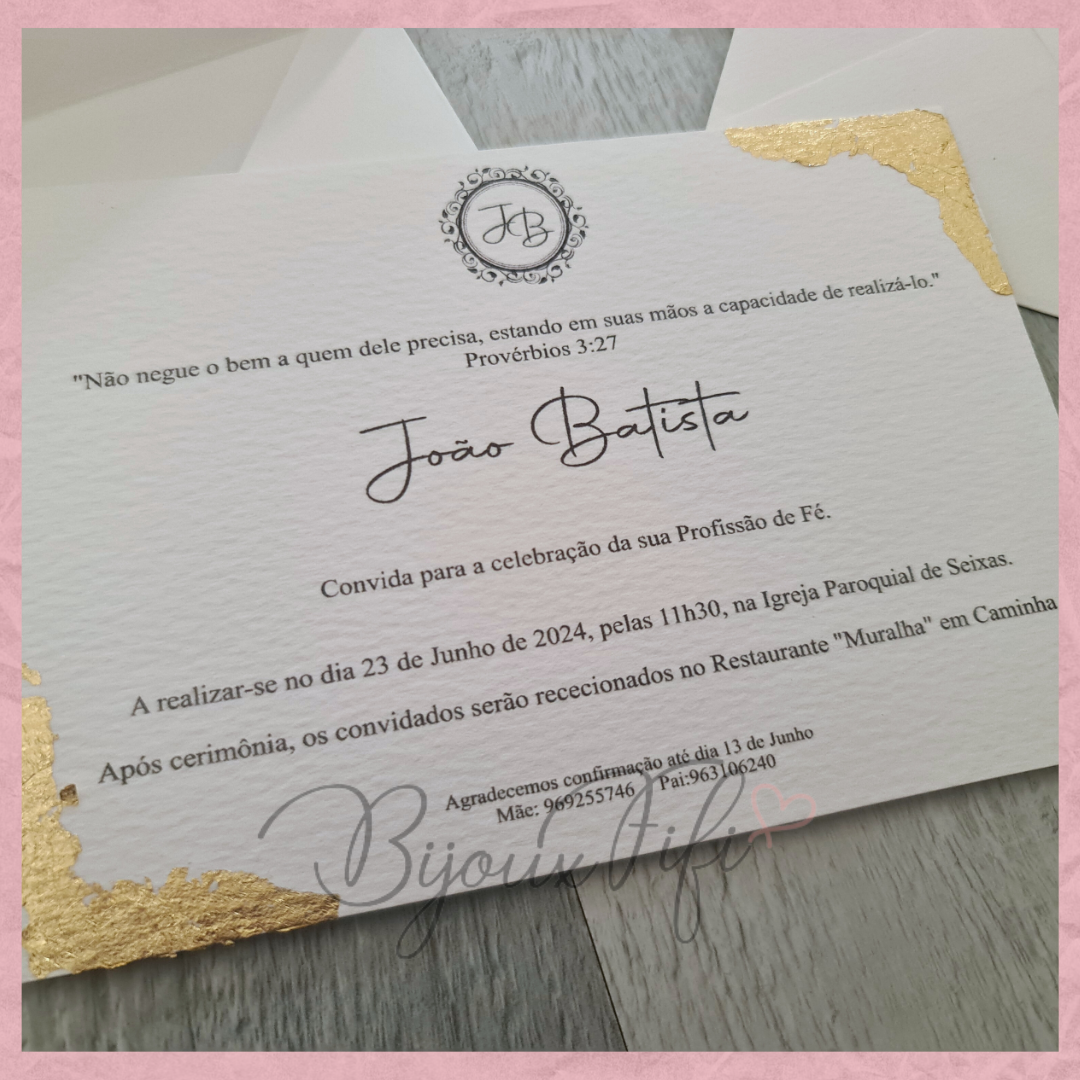 JB
"Não negue o bem a quem dele precisa, estando em suas mãos a capacidade de realizá-lo."
Provérbios 3:27
João Batista
Convida para a celebração da sua Profissão de Fé.
A realizar-se no dia 23 de Junho de 2024, pelas 11h30, na Igreja Paroquial de Seixas.
Após cerimônia, os convidados serão rececionados no Restaurante "Muralha" em Caminha
Agradecemos confirmação até dia 13 de Junho
Mãe: 969255746 Pai:963106240
Bijoux Fifi